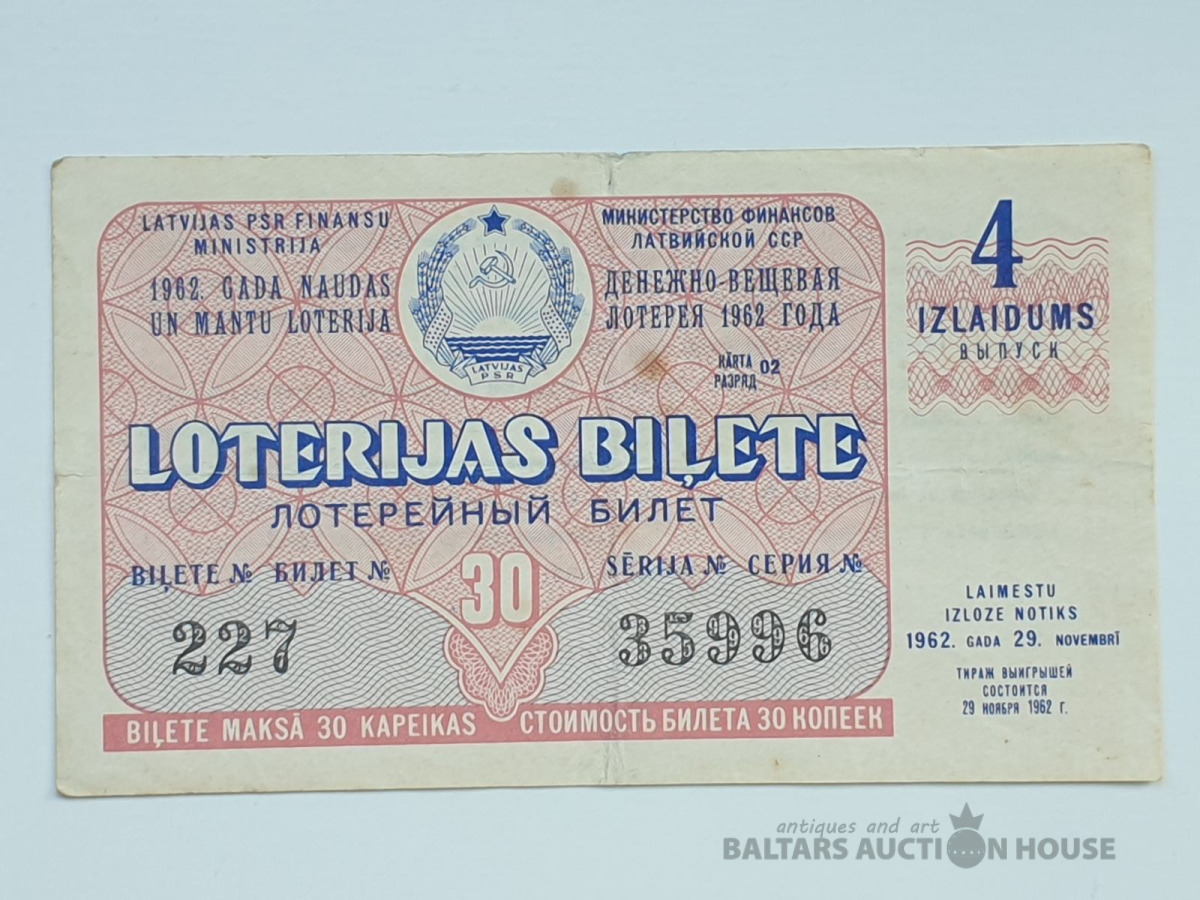 LATVIJAS PSR FINANSU
MINISTRIJA
1962. GADA NAUDAS
UN MANTU LOTERIJA
LATVIJAS
PSR
МИНИСТЕРСТВО ФИНАНСОВ
ЛАТВИЙСКОЙ ССР
ДЕНЕЖНО-ВЕЩЕВАЯ
ЛОТЕРЕЯ 1962 ГОДА
KĀRTA
РАЗРЯД 02
4
IZLAIDUMS
ВЫПУСК
LOTERIJAS BIĻETE
ЛОТЕРЕЙНЫЙ БИЛЕТ
BIĻETE № БИЛЕТ №
227
30
SĒRIJA № СЕРИЯ №
35996
BIĻETE MAKSĀ 30 KAPEIKAS
СТОИМОСТЬ БИЛЕТА 30 КОПЕЕК
LAIMESTU
IZLOZE NOTIKS
1962. GADA 29. NOVEMBRĪ
ТИРАЖ ВЫИГРЫШЕЙ
СОСТОИТСЯ
29 НОЯБРЯ 1962 Г.
antiques and art
BALTARS AUCTION HOUSE